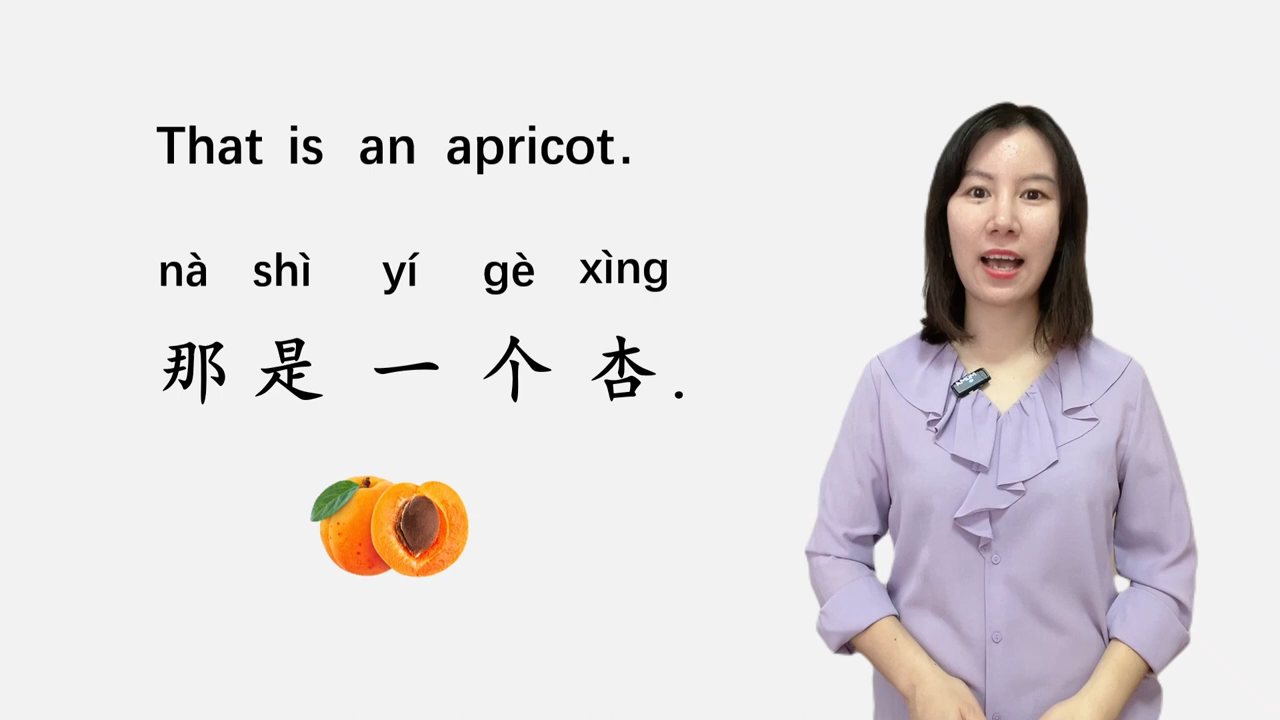 That is an apricot.
nà shì yí gè xìng
那是一个杏.